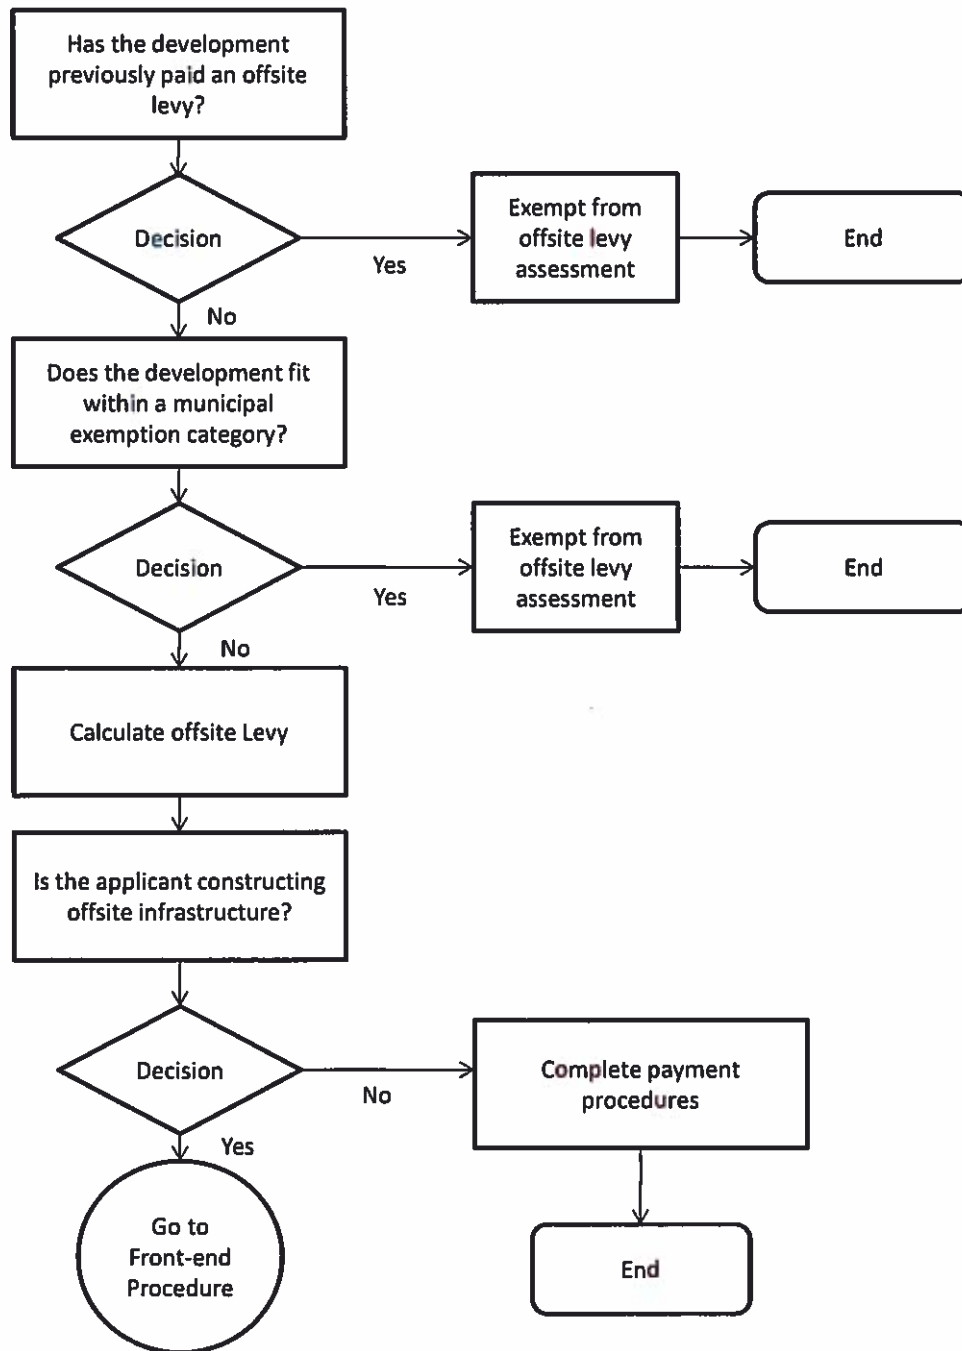 Has the development
previously paid an offsite
levy?
Decision
Yes
Exempt from
offsite levy
assessment
End
No
Does the development fit
within a municipal
exemption category?
Decision
Yes
Exempt from
offsite levy
assessment
End
No
Calculate offsite Levy
Is the applicant constructing
offsite infrastructure?
Decision
No
Complete payment
procedures
Yes
Go to
Front-end
Procedure
End